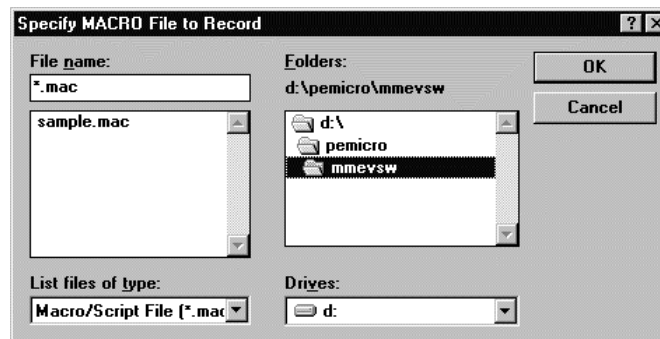 Specify MACRO File to Record
File name:
*.mac
sample.mac
List files of type:
Macro/Script File (*.mac
Folders:
d:\pemicro\mmevsw
d:\
pemicro
mmevsw
Drives:
d:
OK
Cancel